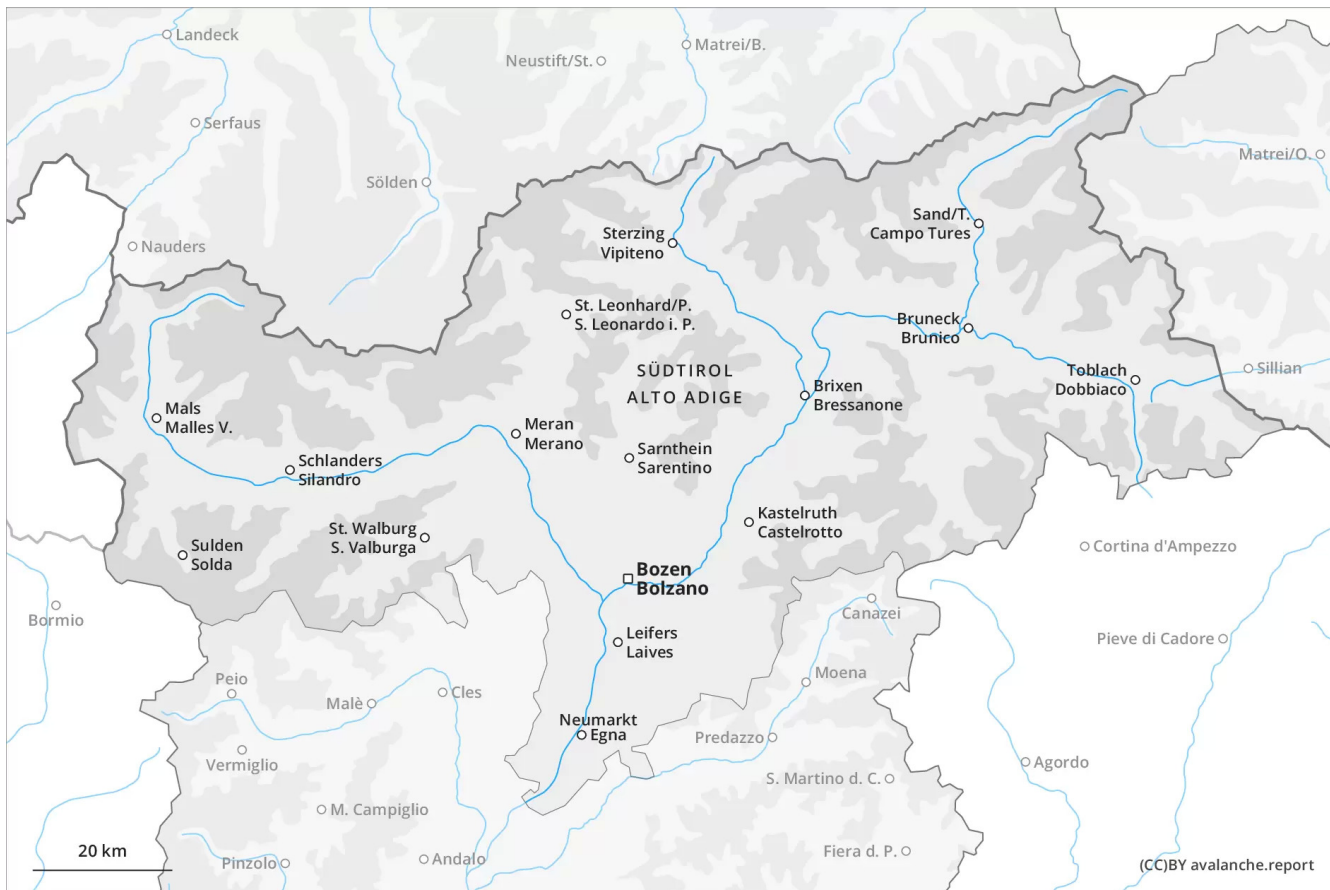 Landeck
Matrei/B.
Neustift/St.
Serfaus
Matrei/O.
Sölden
Sand/T.
Campo Tures
Sterzing
Vipiteno
Nauders
St. Leonhard/P.
S. Leonardo i. P.
Bruneck
Brunico
SÜDTIROL
ALTO ADIGE
Toblach
Dobbiaco
Sillian
Brixen
Bressanone
Mals
Malles V.
Meran
Merano
Sarnthein
Sarentino
Schlanders
Silandro
Kastelruth
Castelrotto
St. Walburg
S. Valburga
Sulden
Solda
Cortina d'Ampezzo
Bozen
Bolzano
Bormio
Canazei
Leifers
Laives
Pieve di Cadore
Peio
Moena
Malè
Cles
Neumarkt
Egna
Predazzo
Vermiglio
Agordo
S. Martino d. C.
M. Campiglio
20 km
Pinzolo
Andalo
Fiera d. P.
(CC)BY avalanche.report